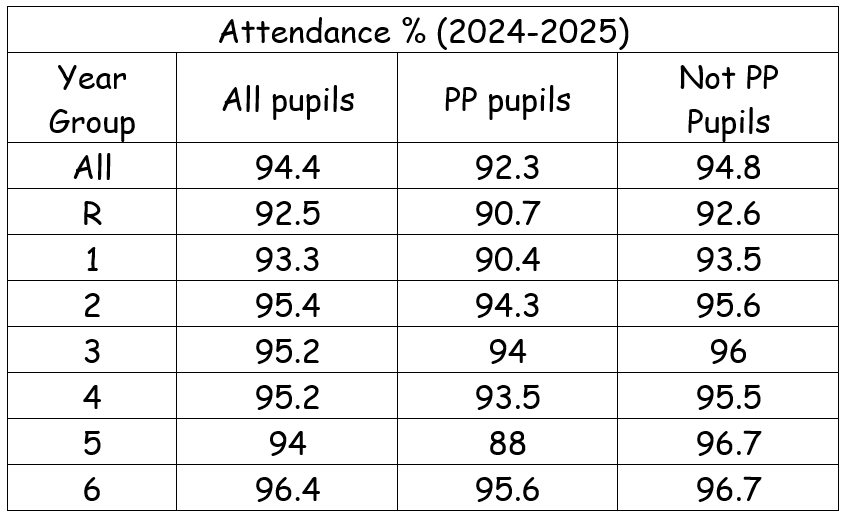 Attendance % (2024-2025)
Year Group All pupils PP pupils Not PP Pupils
All 94.4 92.3 94.8
R 92.5 90.7 92.6
1 93.3 90.4 93.5
2 95.4 94.3 95.6
3 95.2 94 96
4 95.2 93.5 95.5
5 94 88 96.7
6 96.4 95.6 96.7